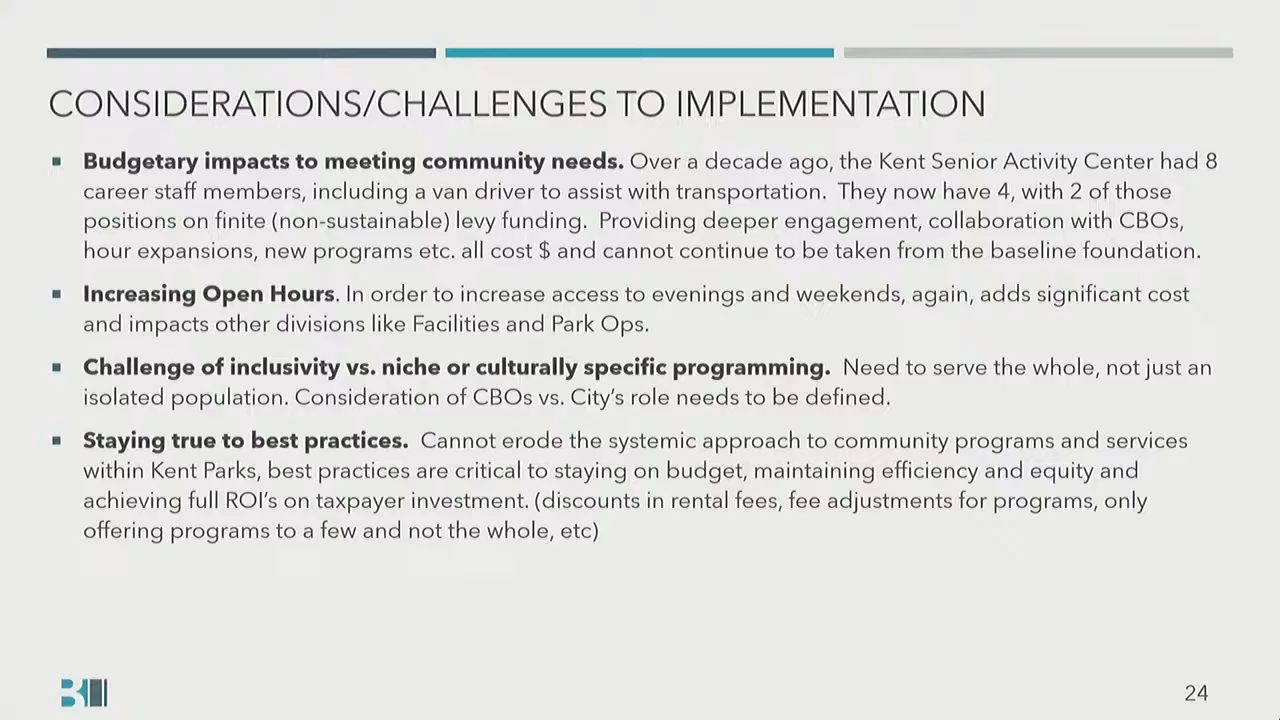 CONSIDERATIONS/CHALLENGES TO IMPLEMENTATION
▪ Budgetary impacts to meeting community needs. Over a decade ago, the Kent Senior Activity Center had 8
career staff members, including a van driver to assist with transportation. They now have 4, with 2 of those
positions on finite (non-sustainable) levy funding. Providing deeper engagement, collaboration with CBOs,
hour expansions, new programs etc. all cost $ and cannot continue to be taken from the baseline foundation.
▪ Increasing Open Hours. In order to increase access to evenings and weekends, again, adds significant cost
and impacts other divisions like Facilities and Park Ops.
▪ Challenge of inclusivity vs. niche or culturally specific programming. Need to serve the whole, not just an
isolated population. Consideration of CBOs vs. City's role needs to be defined.
▪ Staying true to best practices. Cannot erode the systemic approach to community programs and services
within Kent Parks, best practices are critical to staying on budget, maintaining efficiency and equity and
achieving full ROI's on taxpayer investment. (discounts in rental fees, fee adjustments for programs, only
offering programs to a few and not the whole, etc)
24